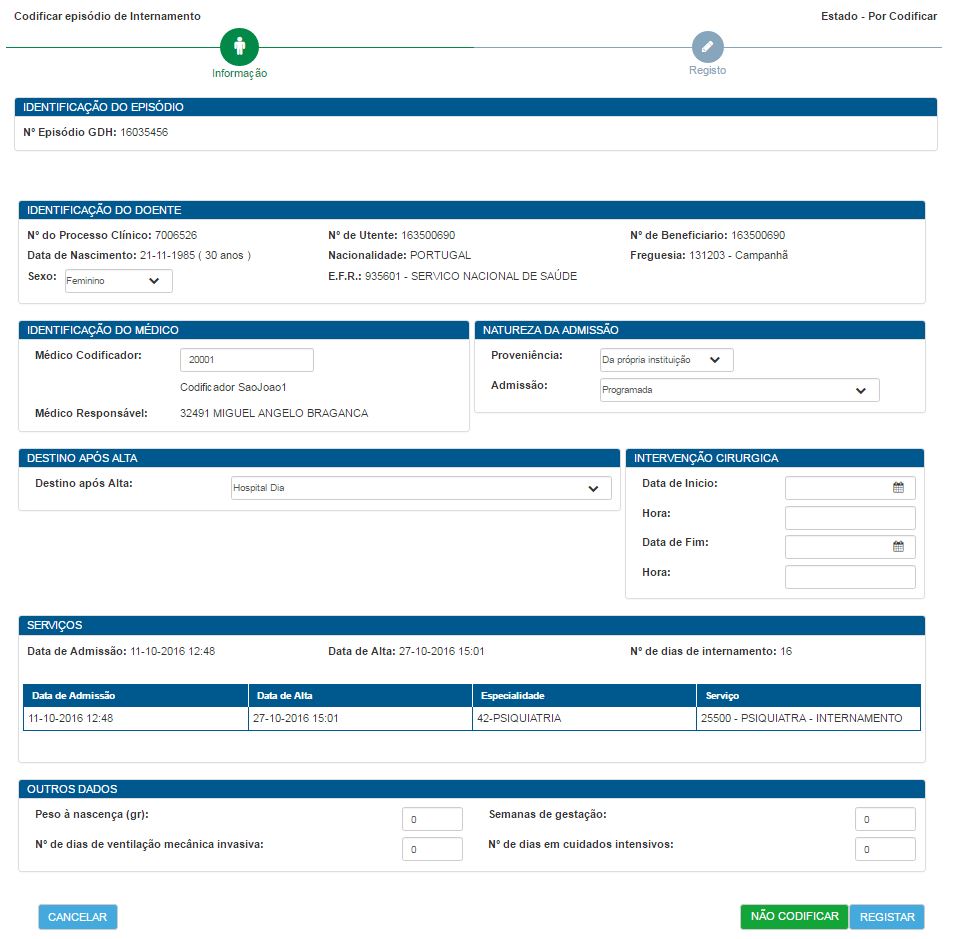 Codificar episódio de Internamento
Estado - Por Codificar
Informação
Registo
IDENTIFICAÇÃO DO EPISÓDIO
Nº Episódio GDH: 16035456
IDENTIFICAÇÃO DO DOENTE
Nº do Processo Clínico: 7006526
Nº de Utente: 163500690
Nº de Beneficiario: 163500690
Data de Nascimento: 21-11-1985 ( 30 anos )
Nacionalidade: PORTUGAL
Freguesia: 131203 - Campanhã
Sexo: Feminino
E.F.R.: 935601 - SERVICO NACIONAL DE SAÚDE
IDENTIFICAÇÃO DO MÉDICO
Médico Codificador: 20001
Codificador SaoJoao1
Médico Responsável: 32491 MIGUEL ANGELO BRAGANCA
NATUREZA DA ADMISSÃO
Proveniência: Da própria instituição
Admissão: Programada
DESTINO APÓS ALTA
Destino após Alta: Hospital Dia
INTERVENÇÃO CIRURGICA
Data de Inicio:
Hora:
Data de Fim:
Hora:
SERVIÇOS
Data de Admissão: 11-10-2016 12:48
Data de Alta: 27-10-2016 15:01
Nº de dias de internamento: 16
Data de Admissão Data de Alta Especialidade Serviço
11-10-2016 12:48 27-10-2016 15:01 42-PSIQUIATRIA 25500 - PSIQUIATRA - INTERNAMENTO
OUTROS DADOS
Peso à nascença (gr): 0
Semanas de gestação: 0
Nº de dias de ventilação mecânica invasiva: 0
Nº de dias em cuidados intensivos: 0
CANCELAR
NÃO CODIFICAR
REGISTAR